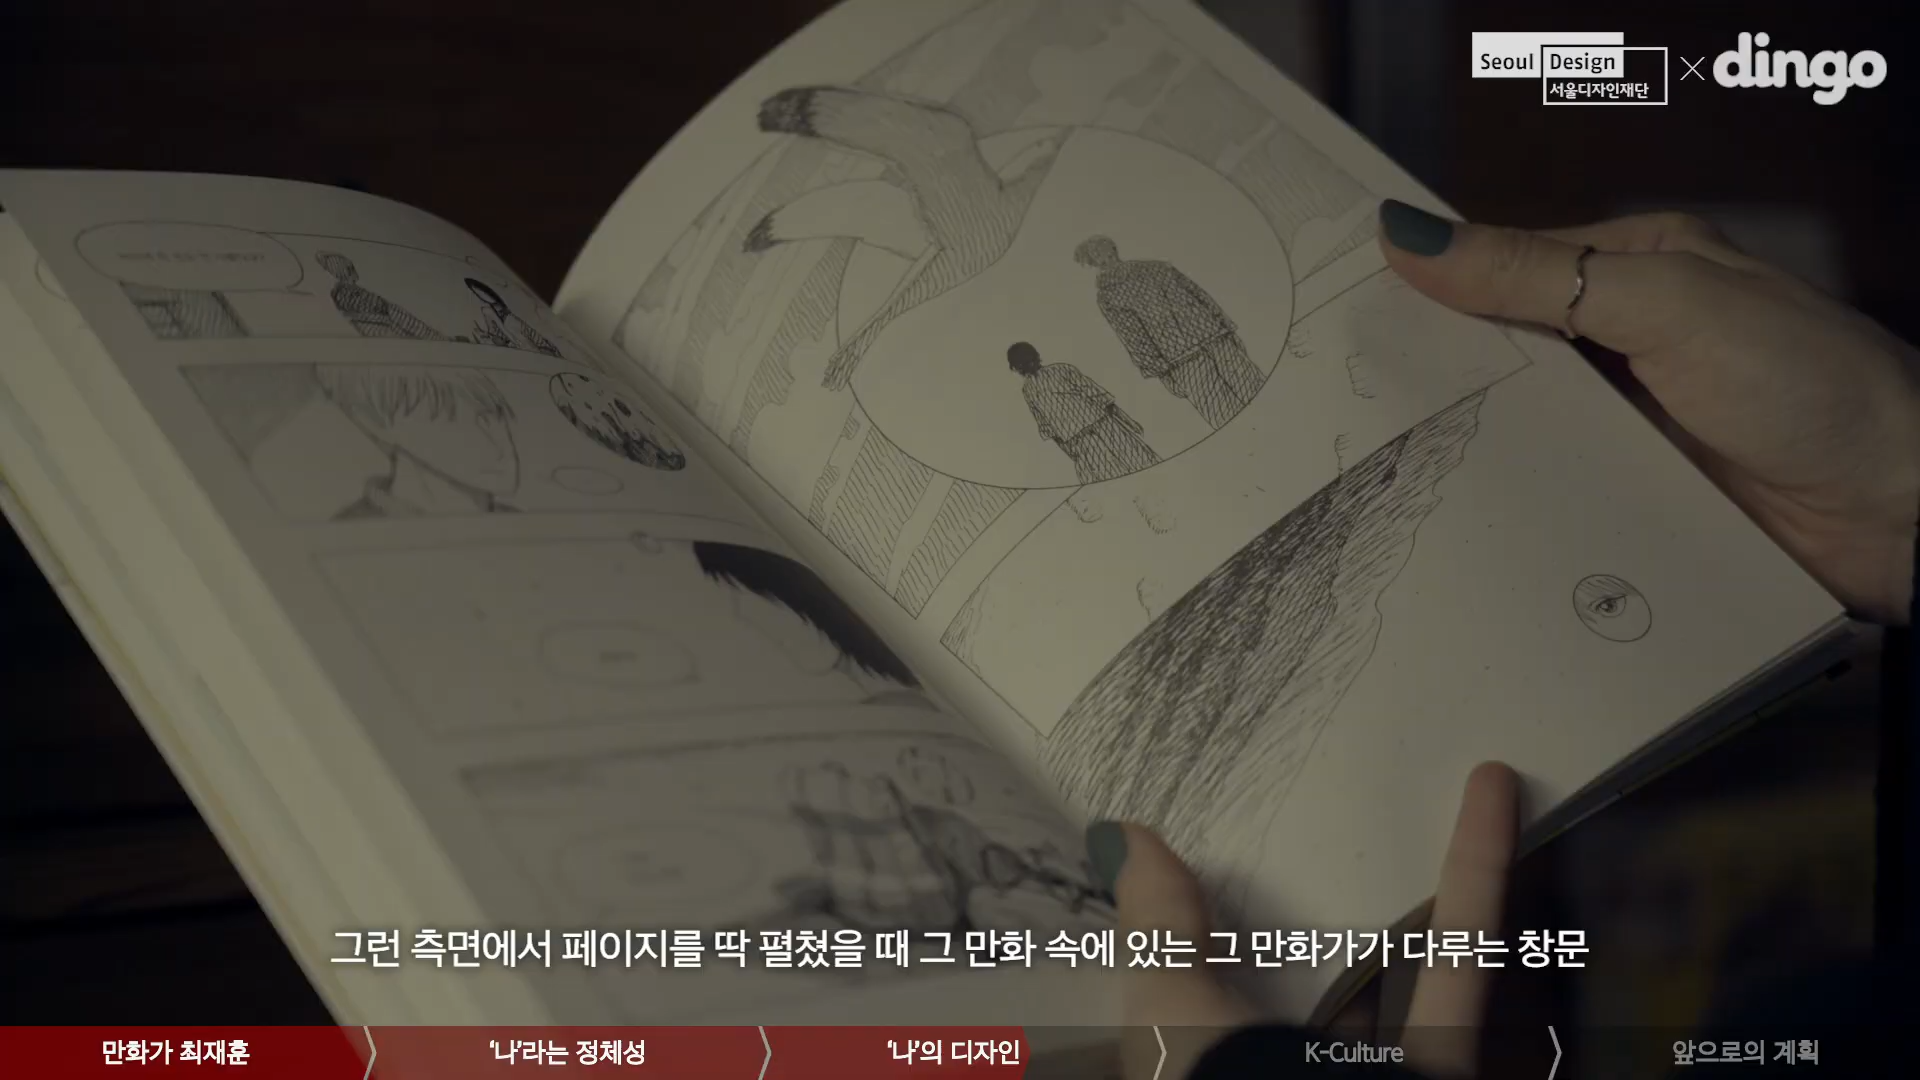 Seoul Design
서울디자인재단
×
dingo
그런 측면에서 페이지를 딱 펼쳤을 때 그 만화 속에 있는 그 만화가가 다루는 창문
만화가 최재훈
‘나’라는 정체성
‘나’의 디자인
K-Culture
앞으로의 계획